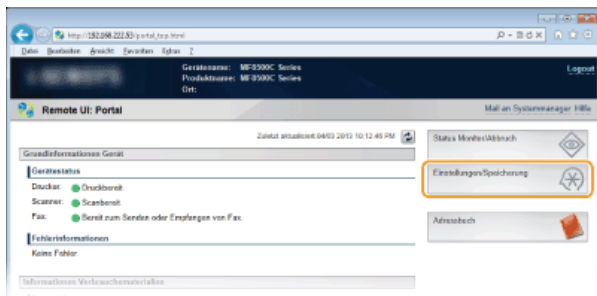 http://192.168.222.53/portal_top.html
Datei Bearbeiten Ansicht Favoriten Extras ?
Gerätename: MF8500C Series
Produktname: MF8500C Series
Ort:
Logout
Remote UI: Portal
Mail an Systemmanager Hilfe
Zuletzt aktualisiert:04/03 2013 10:12:45 PM
Grundinformationen Gerät
Gerätestatus
Drucker: Druckbereit.
Scanner: Scanbereit.
Fax: Bereit zum Senden oder Empfangen von Fax.
Fehlerinformationen
Keine Fehler.
Informationen Verbrauchsmaterialien
Status Monitor/Abbruch
Einstellungen/Speicherung
Adressbuch